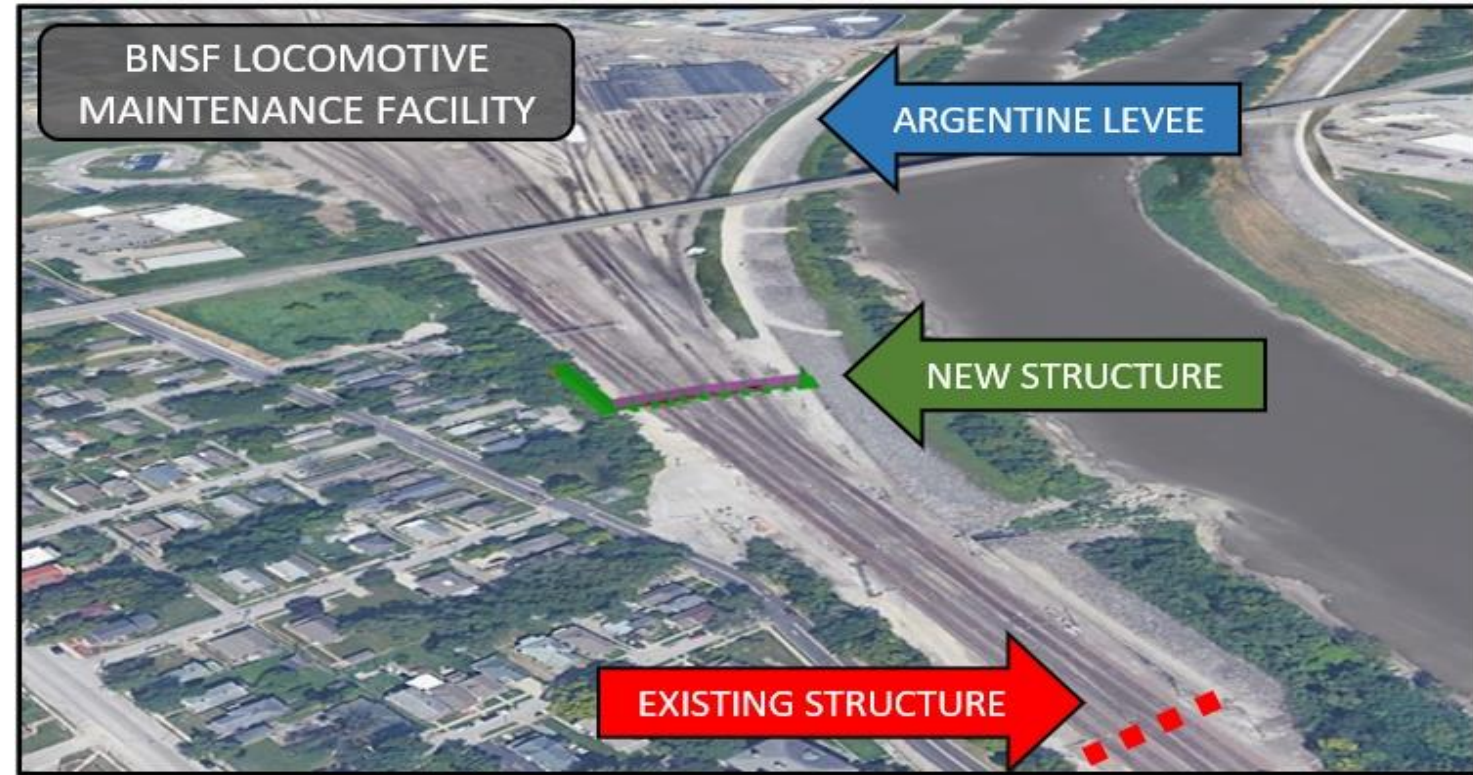 BNSF LOCOMOTIVE
MAINTENANCE FACILITY
ARGENTINE LEVEE
NEW STRUCTURE
EXISTING STRUCTURE